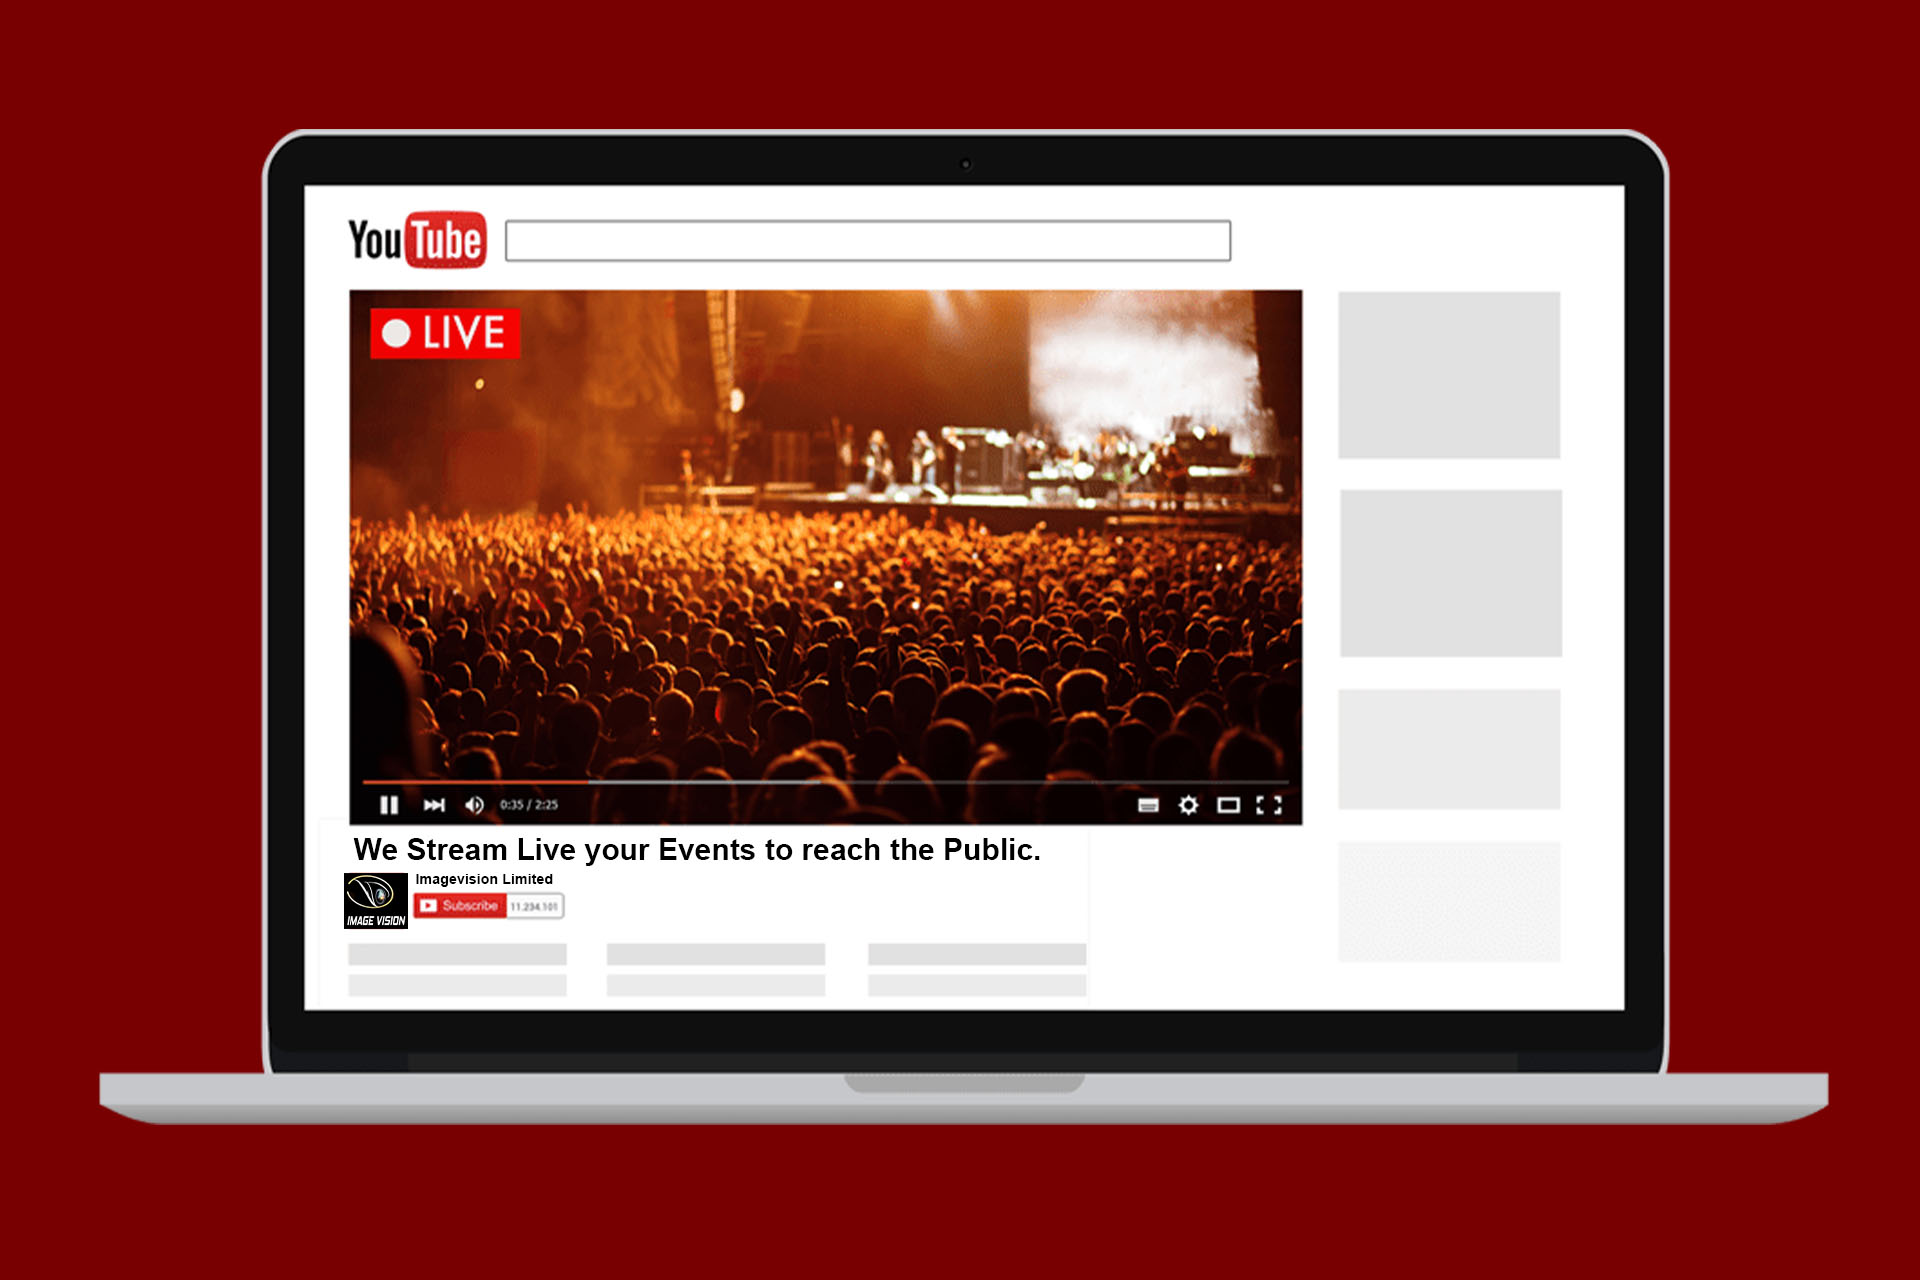 YouTube
LIVE
0:35 / 2:25
We Stream Live your Events to reach the Public.
Imagevision Limited
IMAGE VISION
Subscribe 11.234.101